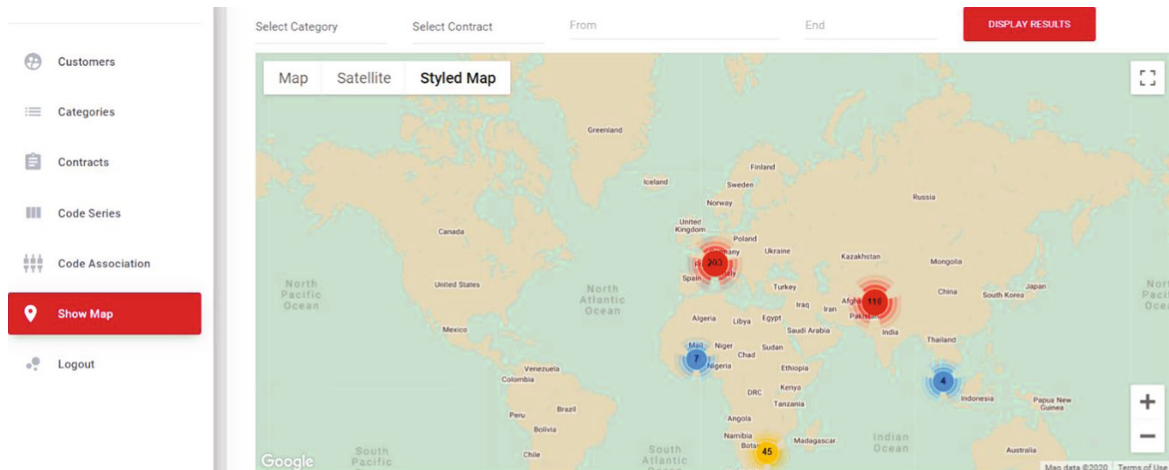 Select Category
Select Contract
From
End
DISPLAY RESULTS
Customers
Categories
Contracts
Code Series
Code Association
Show Map
Logout
Map
Satellite
Styled Map
Greenland
Iceland
Finland
Sweden
Norway
Russia
United
Kingdom
Poland
Canada
Ukraine
Kazakhstan
Mongolia
203
Spain
North
Pacific
Ocean
United States
North
Atlantic
Ocean
Turkey
China
South Korea
Japan
Iraq
Iran
Algeria
Libya
Egypt
Saudi Arabia
India
Mexico
Mali
Niger
Chad
Sudan
Thailand
7
Nigeria
Ethiopia
Venezuela
Colombia
4
DRC
Kenya
Tanzania
Indonesia
Papua New
Guinea
Peru
Brazil
Angola
Bolivia
Namibia
Madagascar
Indian
Ocean
45
South
Pacific
Chile
South
Atlantic
Australia
+
−
Google
Map data ©2020
Terms of Use